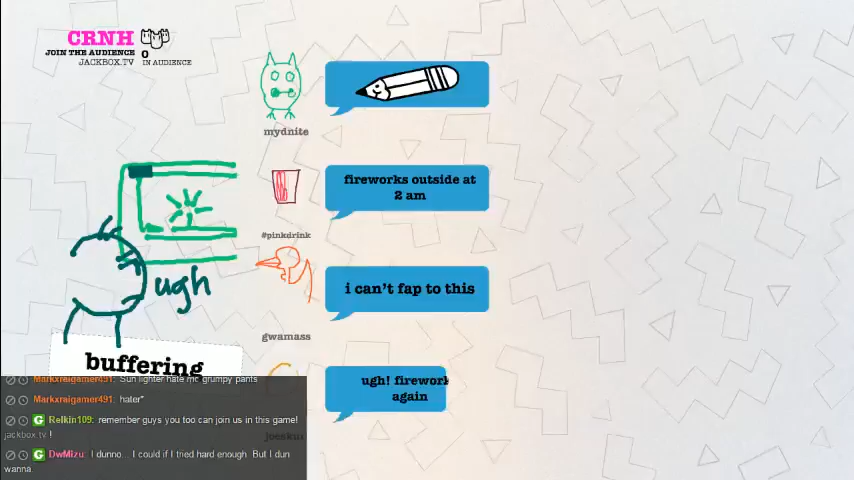 CRNH
JOIN THE AUDIENCE
JACKBOX.TV
0
IN AUDIENCE
mydnite
fireworks outside at
2 am
#pinkdrink
i can't fap to this
gwamass
ugh
buffering
ugh! firework
again
Markxraigamer491: Sun lighter hate mc grumpy pants
Markxraigamer491: hater*
Relkin109: remember guys you too can join us in this game!
jackbox.tv !
DwMizu: I dunno... I could if I tried hard enough. But I dun
wanna.